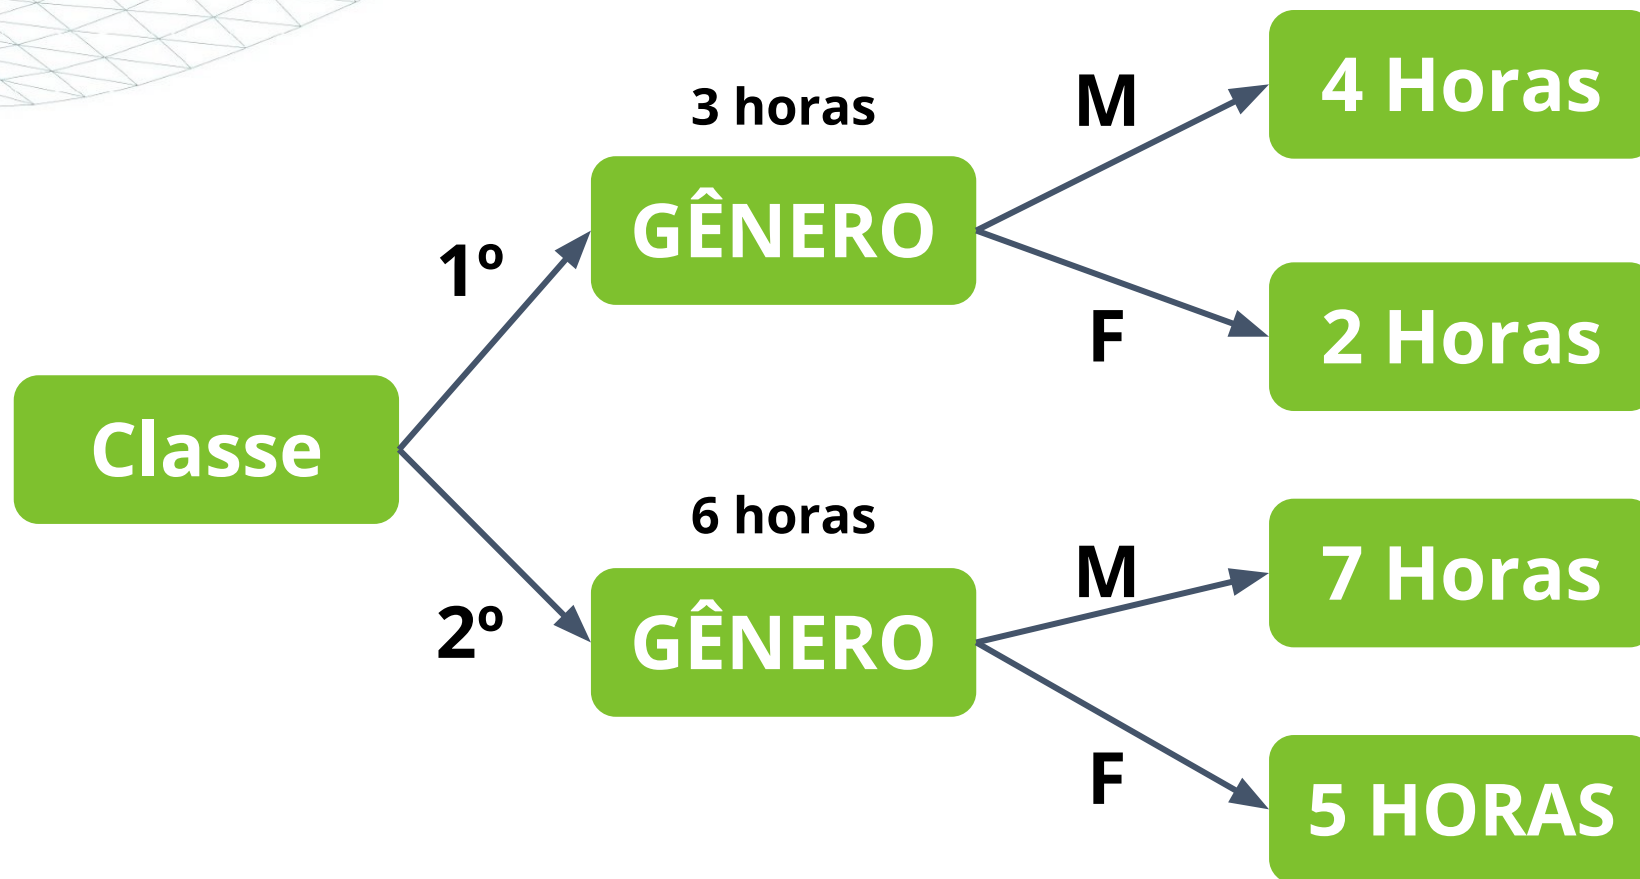 Classe
1º
2º
3 horas
GÊNERO
6 horas
GÊNERO
M
F
M
F
4 Horas
2 Horas
7 Horas
5 HORAS